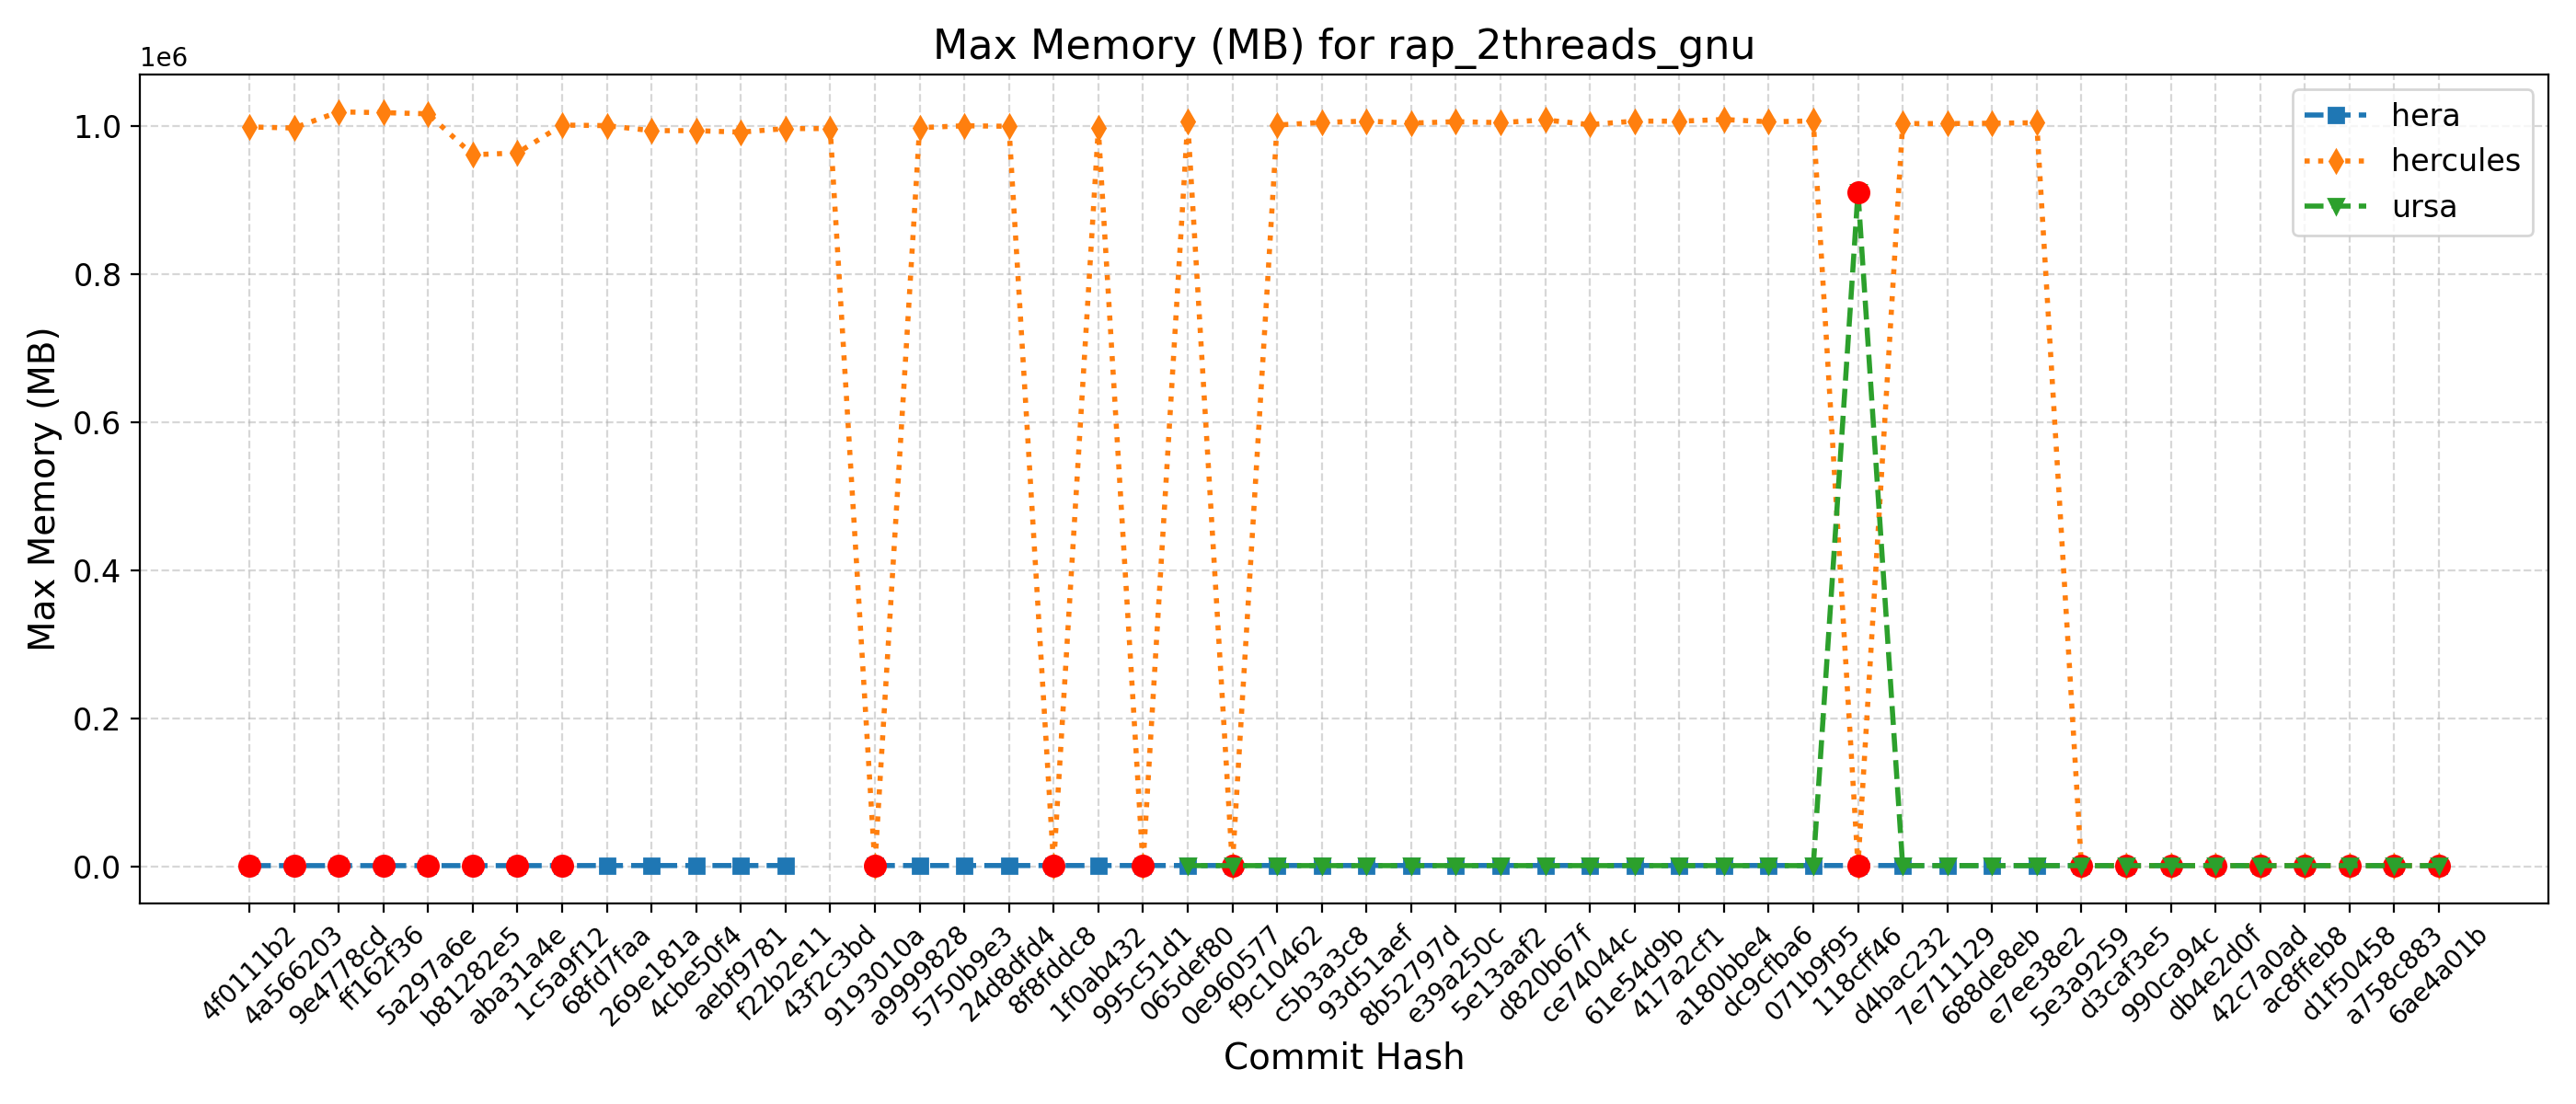 Max Memory (MB) for rap_2threads_gnu
1e6
1.0
0.8
0.6
0.4
0.2
0.0
Max Memory (MB)
hera
hercules
ursa
4f0111b2
4a566203
9e4778cd
ff162f36
5a297a6e
b81282e5
aba31a4e
1c5a9f12
68fd7faa
269e181a
4cbe50f4
aebf9781
f22b2e11
43f2c3bd
9193010a
a9999828
5750b9e3
24d8dfd4
8f8fddc8
1f0ab432
995c51d1
065def80
0e960577
f9c10462
c5b3a3c8
93d51aef
8b52797d
e39a250c
5e13aaf2
d820b67f
ce74044c
61e54d9b
417a2cf1
a180bbe4
dc9cfba6
071b9f95
118cff46
d4bac232
7e711129
688de8eb
e7ee38e2
5e3a9259
d3caf3e5
990ca94c
db4e2d0f
42c7a0ad
ac8ffeb8
d1f50458
a758c883
6ae4a01b
Commit Hash